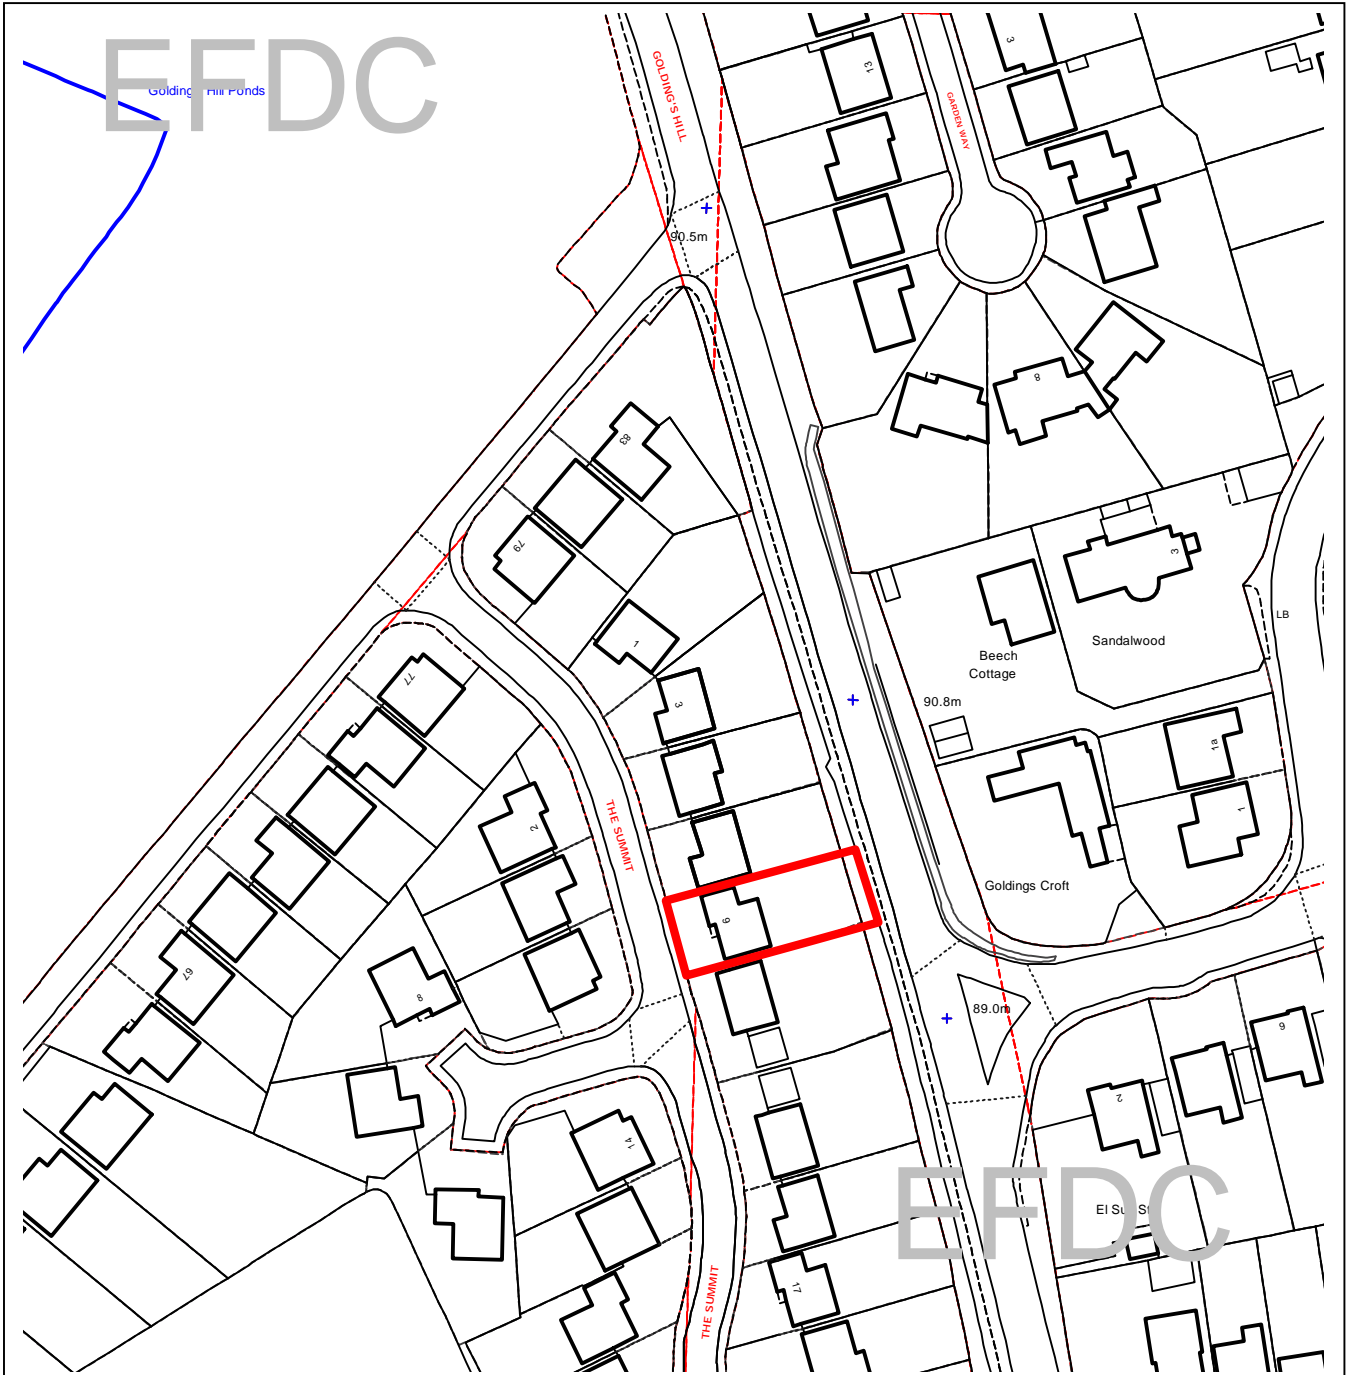 EFDC
Golding's Hill Ponds
GOLDING'S HILL
GARDEN WAY
13
3
90.5m
8
83
79
3
Sandalwood
LB
Beech
Cottage
1
77
3
90.8m
1a
2
1
THE SUMMIT
Goldings Croft
9
67
8
89.0m
6
2
14
EFDC
17
THE SUMMIT